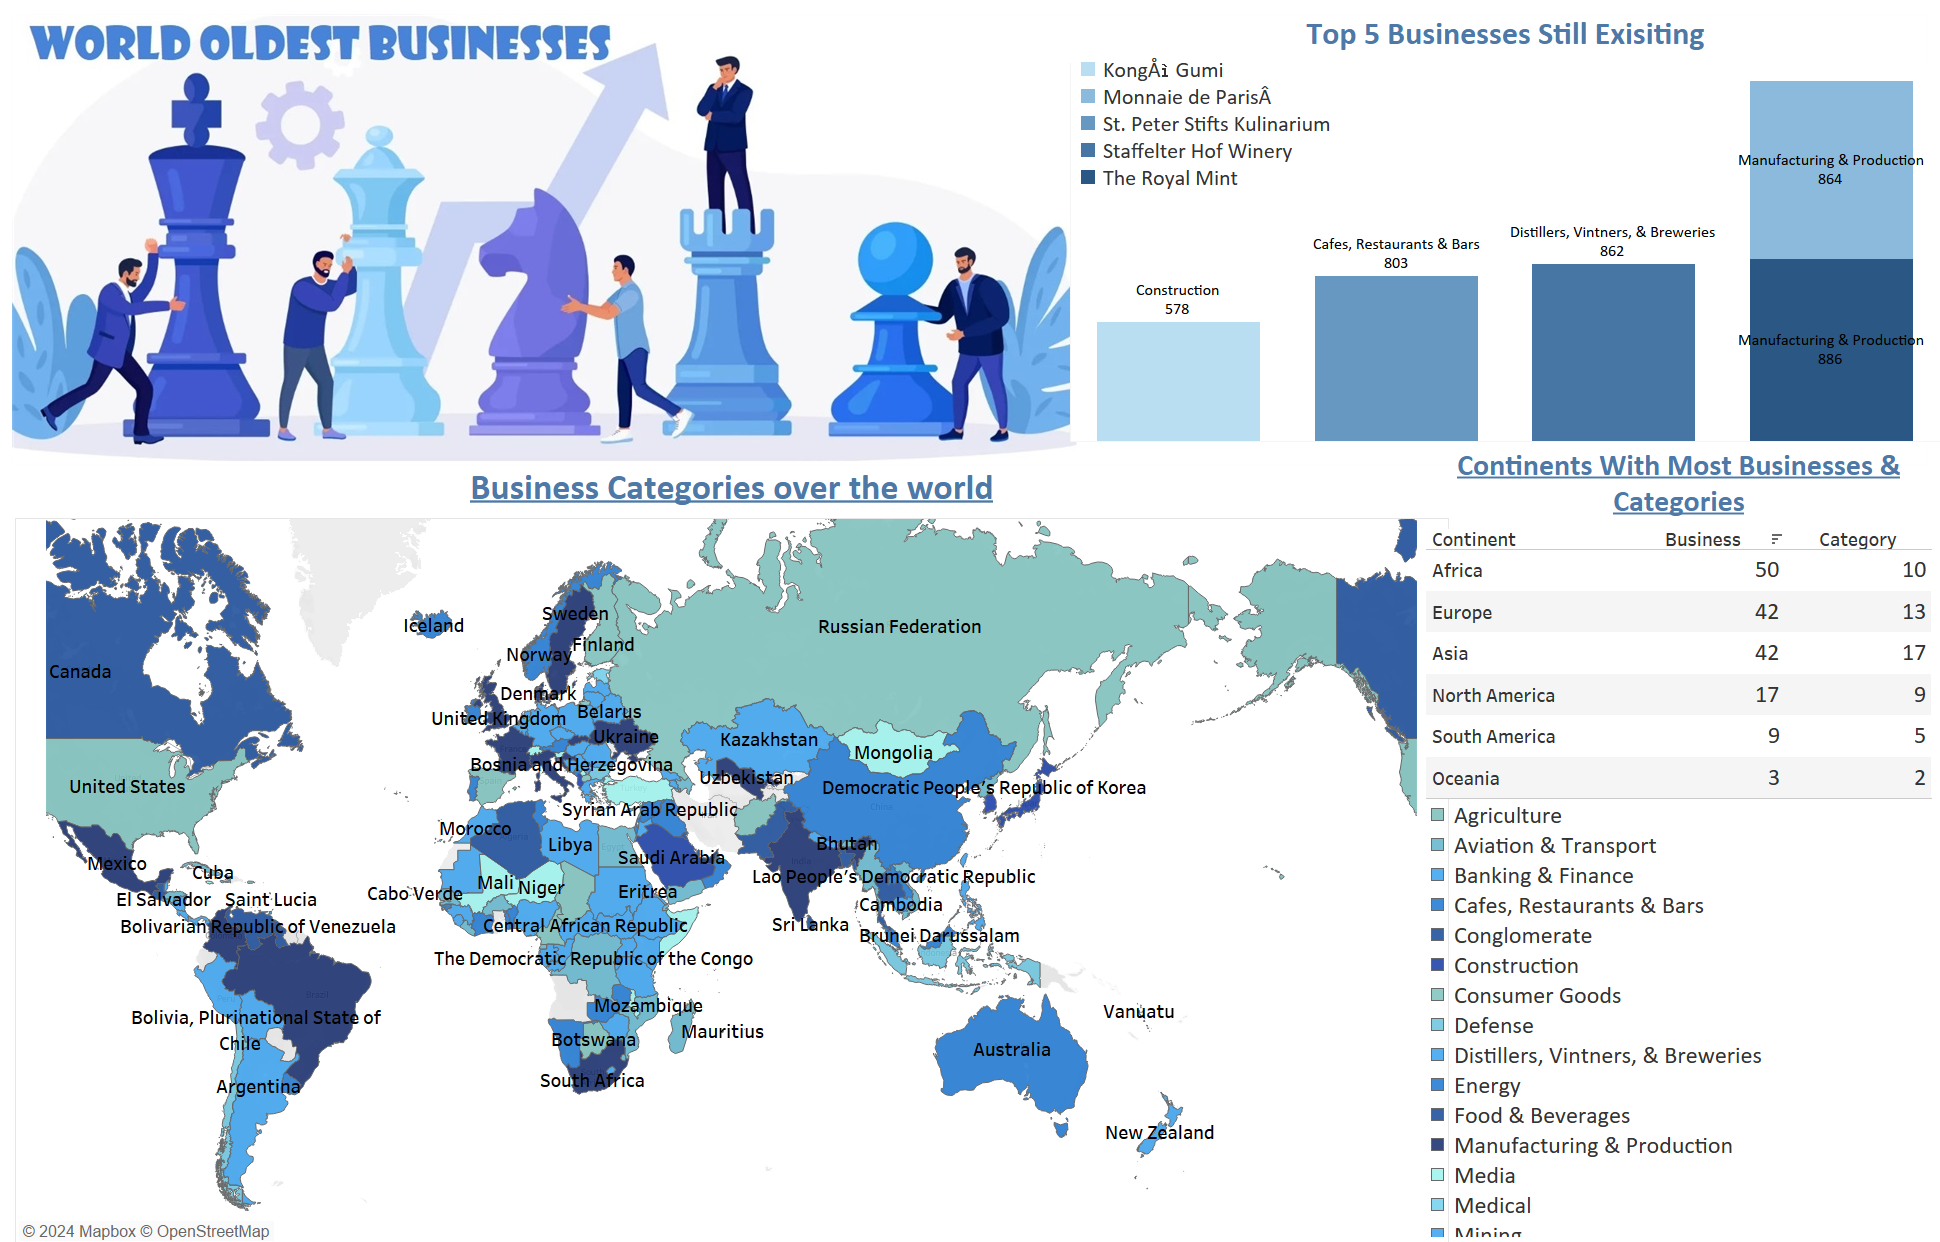 WORLD OLDEST BUSINESSES
Top 5 Businesses Still Exisiting
KongÅì Gumi
Monnaie de ParisÂ
St. Peter Stifts Kulinarium
Staffelter Hof Winery
The Royal Mint
Construction
578
Cafes, Restaurants & Bars
803
Distillers, Vintners, & Breweries
862
Manufacturing & Production
864
Manufacturing & Production
886
Business Categories over the world
Canada
United States
Mexico
Cuba
El Salvador
Saint Lucia
Bolivarian Republic of Venezuela
Brazil
Bolivia, Plurinational State of
Chile
Argentina
Iceland
Sweden
Finland
Norway
Denmark
United Kingdom
Belarus
Ukraine
Bosnia and Herzegovina
Russian Federation
Kazakhstan
Mongolia
Uzbekistan
Democratic People's Republic of Korea
China
Turkey
Syrian Arab Republic
Morocco
Libya
Egypt
Saudi Arabia
Bhutan
India
Mali
Niger
Cabo Verde
Eritrea
Lao People's Democratic Republic
Cambodia
Sri Lanka
Central African Republic
Brunei Darussalam
The Democratic Republic of the Congo
Mozambique
Mauritius
Botswana
South Africa
Vanuatu
Australia
New Zealand
© 2024 Mapbox © OpenStreetMap
Continents With Most Businesses &
Categories
Continent Business Category
Africa 50 10
Europe 42 13
Asia 42 17
North America 17 9
South America 9 5
Oceania 3 2
Agriculture
Aviation & Transport
Banking & Finance
Cafes, Restaurants & Bars
Conglomerate
Construction
Consumer Goods
Defense
Distillers, Vintners, & Breweries
Energy
Food & Beverages
Manufacturing & Production
Media
Medical
Mining